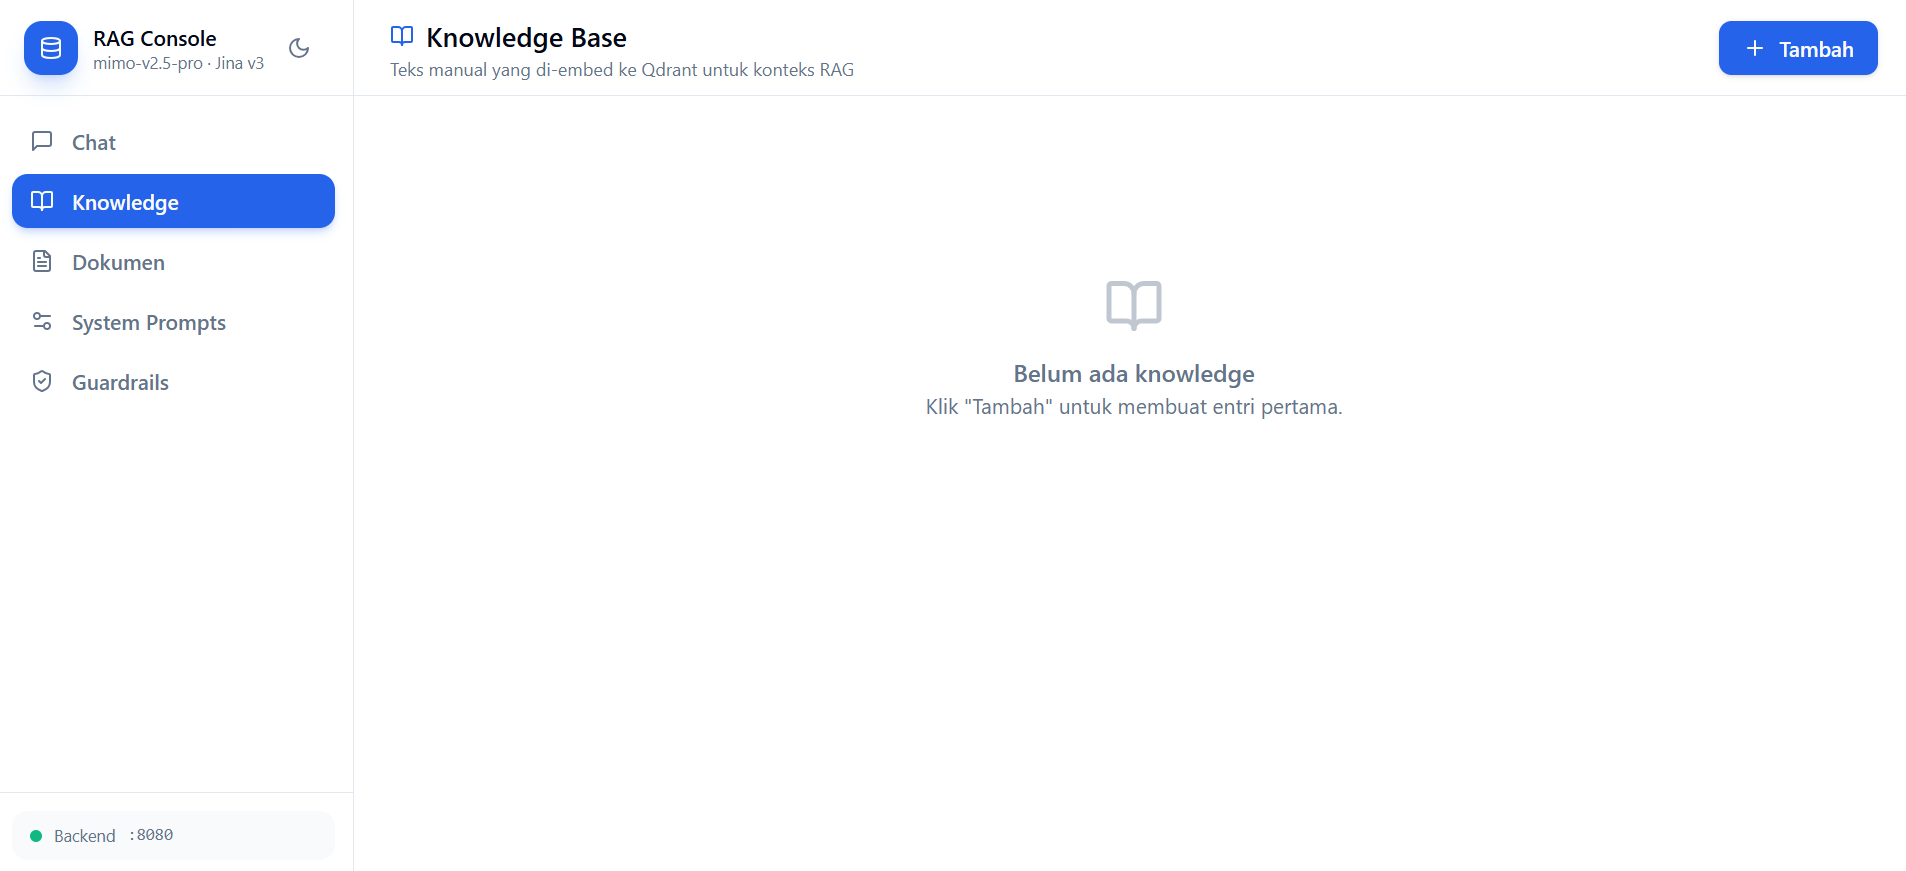 RAG Console
mimo-v2.5-pro · Jina v3
Chat
Knowledge
Dokumen
System Prompts
Guardrails
Backend :8080
Knowledge Base
Teks manual yang di-embed ke Qdrant untuk konteks RAG
Tambah
Belum ada knowledge
Klik "Tambah" untuk membuat entri pertama.